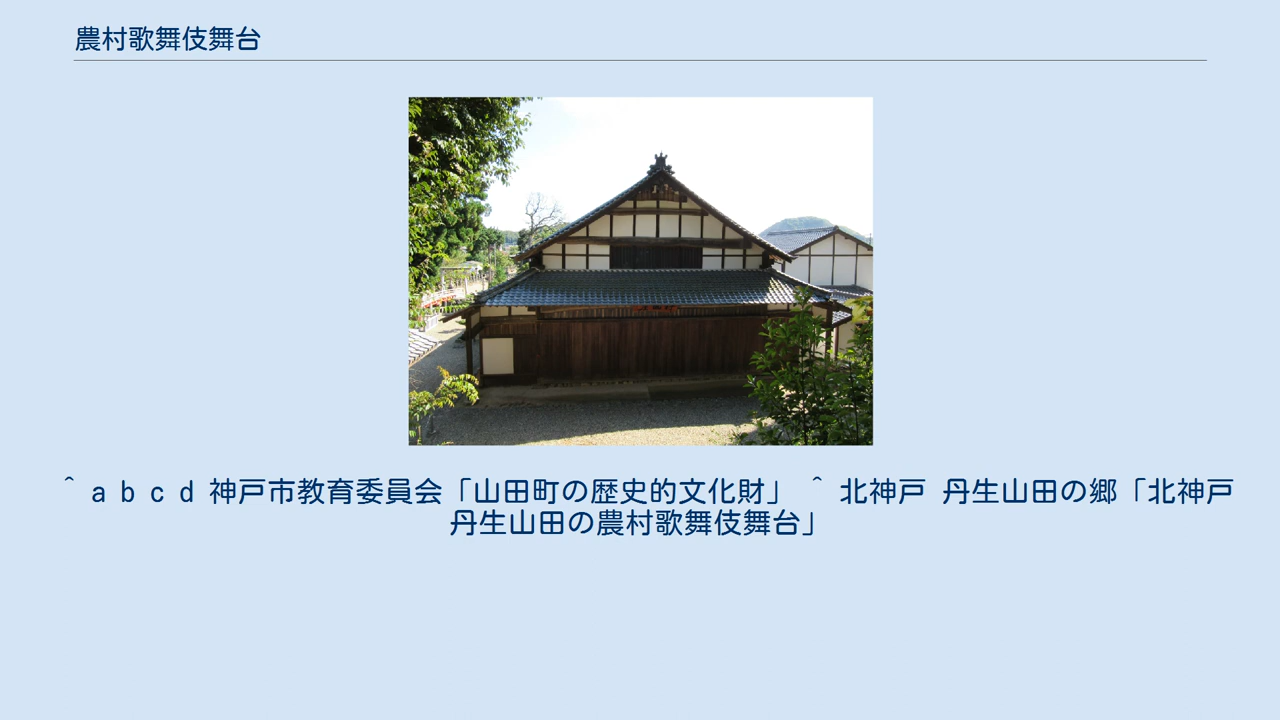 農村歌舞伎舞台
^ a b c d 神戸市教育委員会「山田町の歴史的文化財」 ^ 北神戸 丹生山田の郷「北神戸
丹生山田の農村歌舞伎舞台」